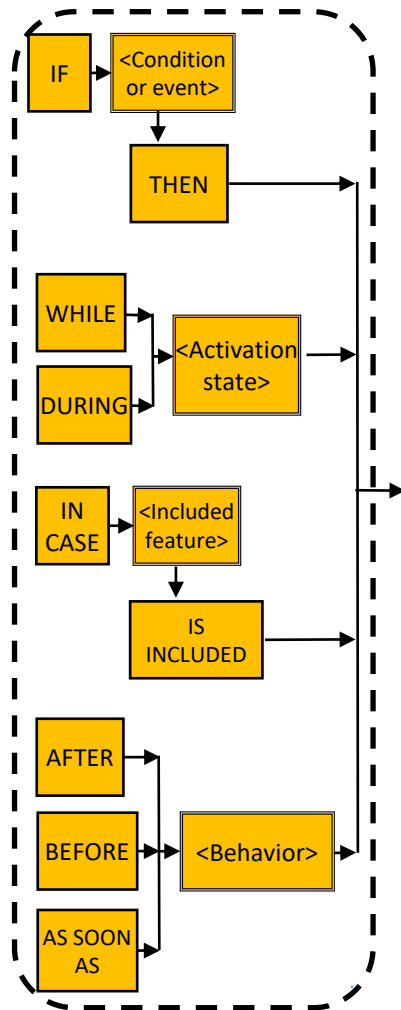 IF
<Condition
or event>
THEN
WHILE
DURING
<Activation
state>
IN
CASE
<Included
feature>
IS
INCLUDED
AFTER
BEFORE
AS SOON
AS
<Behavior>